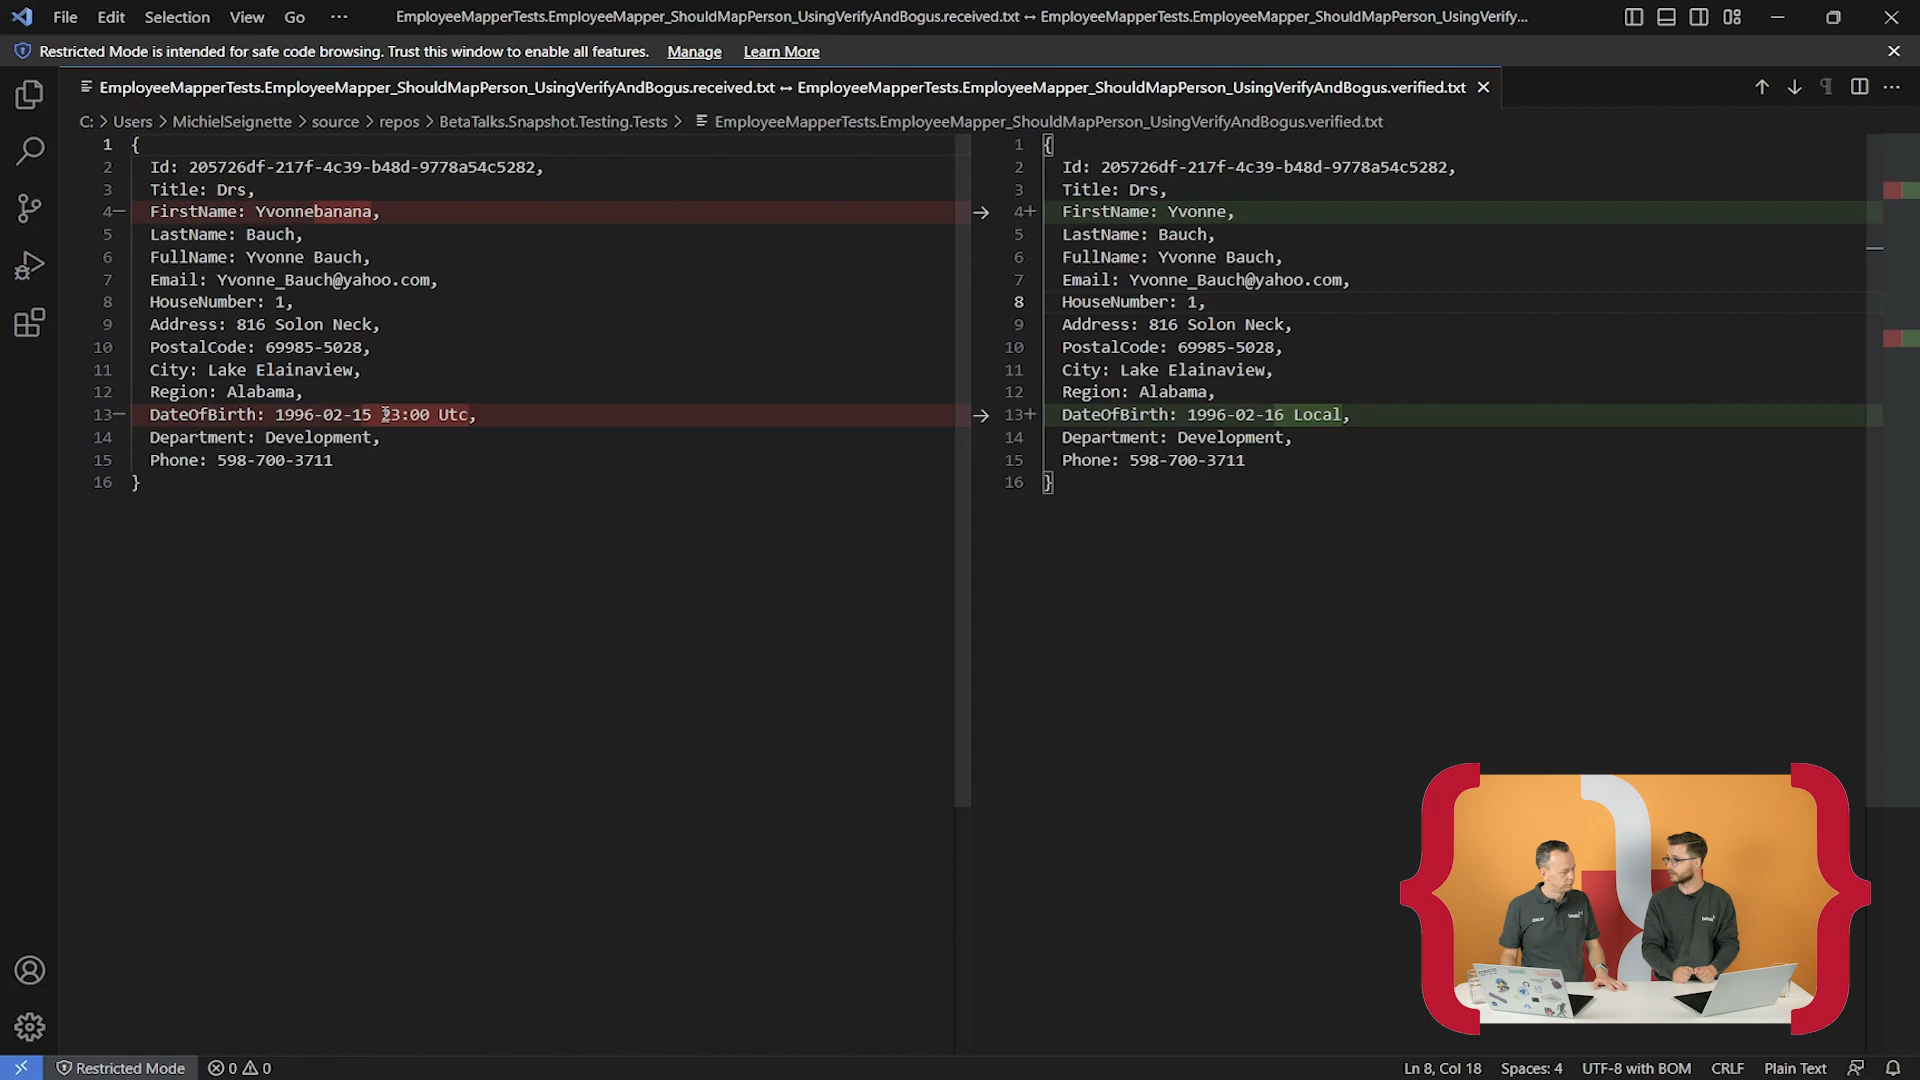 File Edit Selection View Go ··· EmployeeMapperTests.EmployeeMapper_ShouldMapPerson_UsingVerifyAndBogus.received.txt ↔ EmployeeMapperTests.EmployeeMapper_ShouldMapPerson_UsingVerify...
Restricted Mode is intended for safe code browsing. Trust this window to enable all features. Manage Learn More
EmployeeMapperTests.EmployeeMapper_ShouldMapPerson_UsingVerifyAndBogus.received.txt ↔ EmployeeMapperTests.EmployeeMapper_ShouldMapPerson_UsingVerifyAndBogus.verified.txt
C: > Users > MichielSeignette > source > repos > BetaTalks.Snapshot.Testing.Tests > EmployeeMapperTests.EmployeeMapper_ShouldMapPerson_UsingVerifyAndBogus.verified.txt
1 {
2 Id: 205726df-217f-4c39-b48d-9778a54c5282,
3 Title: Drs,
4— FirstName: Yvonnebanana,
5 LastName: Bauch,
6 FullName: Yvonne Bauch,
7 Email: Yvonne_Bauch@yahoo.com,
8 HouseNumber: 1,
9 Address: 816 Solon Neck,
10 PostalCode: 69985-5028,
11 City: Lake Elainaview,
12 Region: Alabama,
13— DateOfBirth: 1996-02-15 23:00 Utc,
14 Department: Development,
15 Phone: 598-700-3711
16 }
1 {
2 Id: 205726df-217f-4c39-b48d-9778a54c5282,
3 Title: Drs,
4+ FirstName: Yvonne,
5 LastName: Bauch,
6 FullName: Yvonne Bauch,
7 Email: Yvonne_Bauch@yahoo.com,
8 HouseNumber: 1,
9 Address: 816 Solon Neck,
10 PostalCode: 69985-5028,
11 City: Lake Elainaview,
12 Region: Alabama,
13+ DateOfBirth: 1996-02-16 Local,
14 Department: Development,
15 Phone: 598-700-3711
16 }
Restricted Mode 0 0 Ln 8, Col 18 Spaces: 4 UTF-8 with BOM CRLF Plain Text